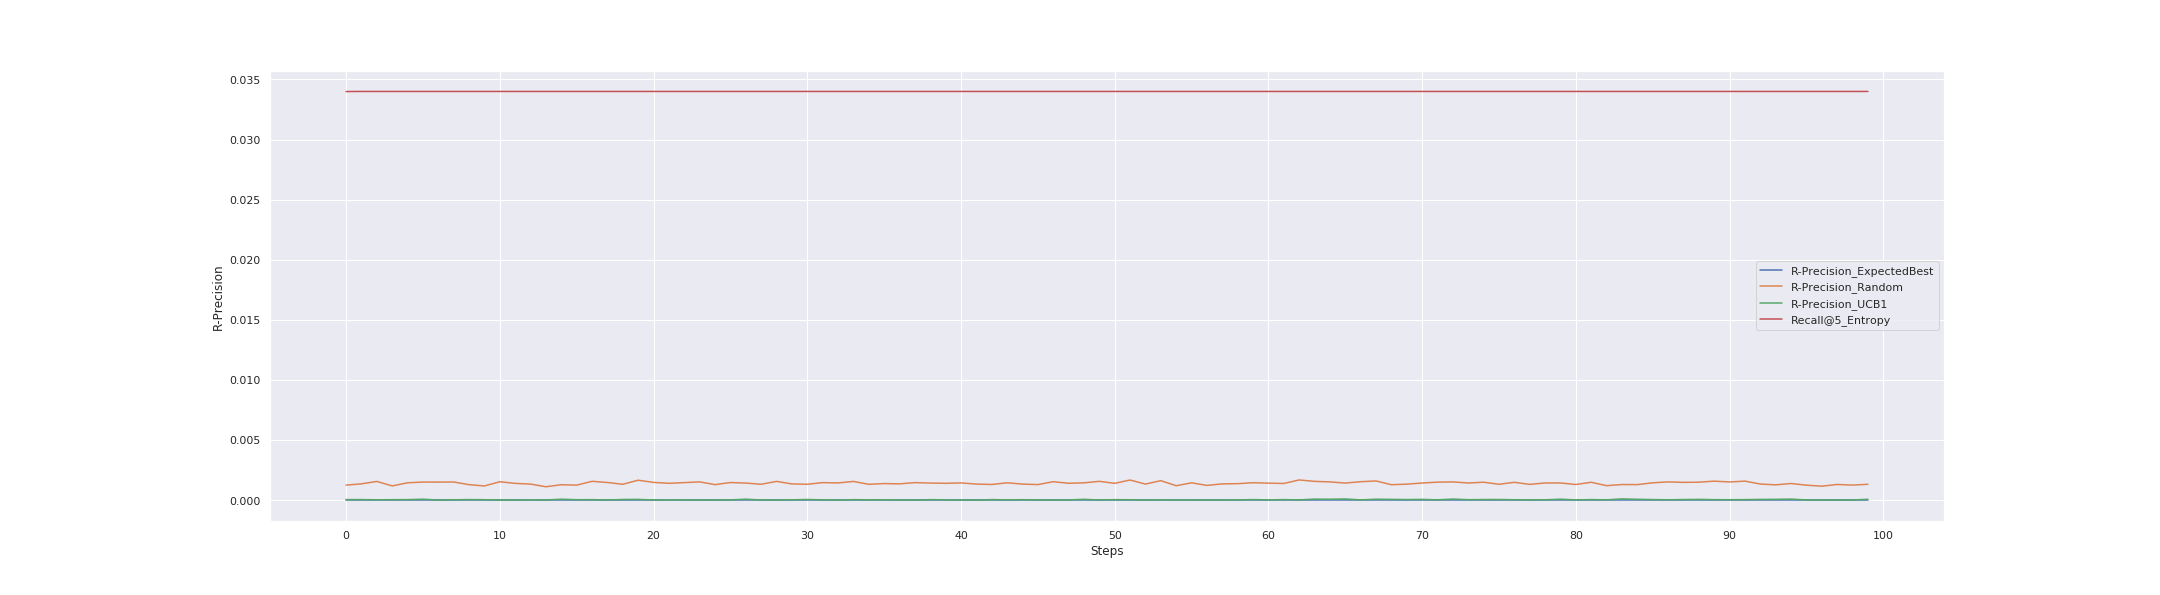 0.035
0.030
0.025
0.020
0.015
0.010
0.005
0.000
R-Precision
R-Precision_ExpectedBest
R-Precision_Random
R-Precision_UCB1
Recall@5_Entropy
0 10 20 30 40 50 60 70 80 90 100
Steps